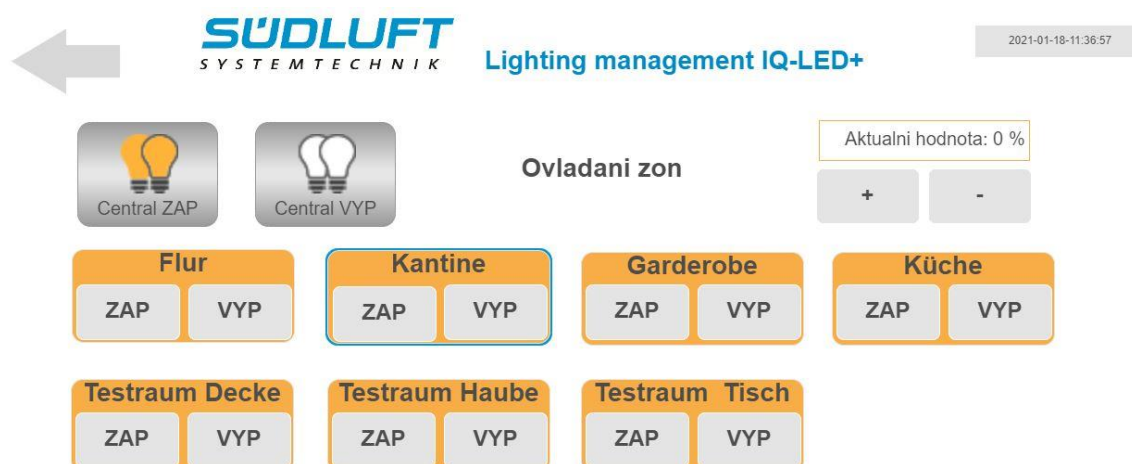 SÜDLUFT
SYSTEMTECHNIK
Lighting management IQ-LED+
2021-01-18-11:36:57
Central ZAP
Central VYP
Ovladani zon
Aktualni hodnota: 0 %
+ -
Flur
ZAP VYP
Kantine
ZAP VYP
Garderobe
ZAP VYP
Küche
ZAP VYP
Testraum Decke
ZAP VYP
Testraum Haube
ZAP VYP
Testraum Tisch
ZAP VYP